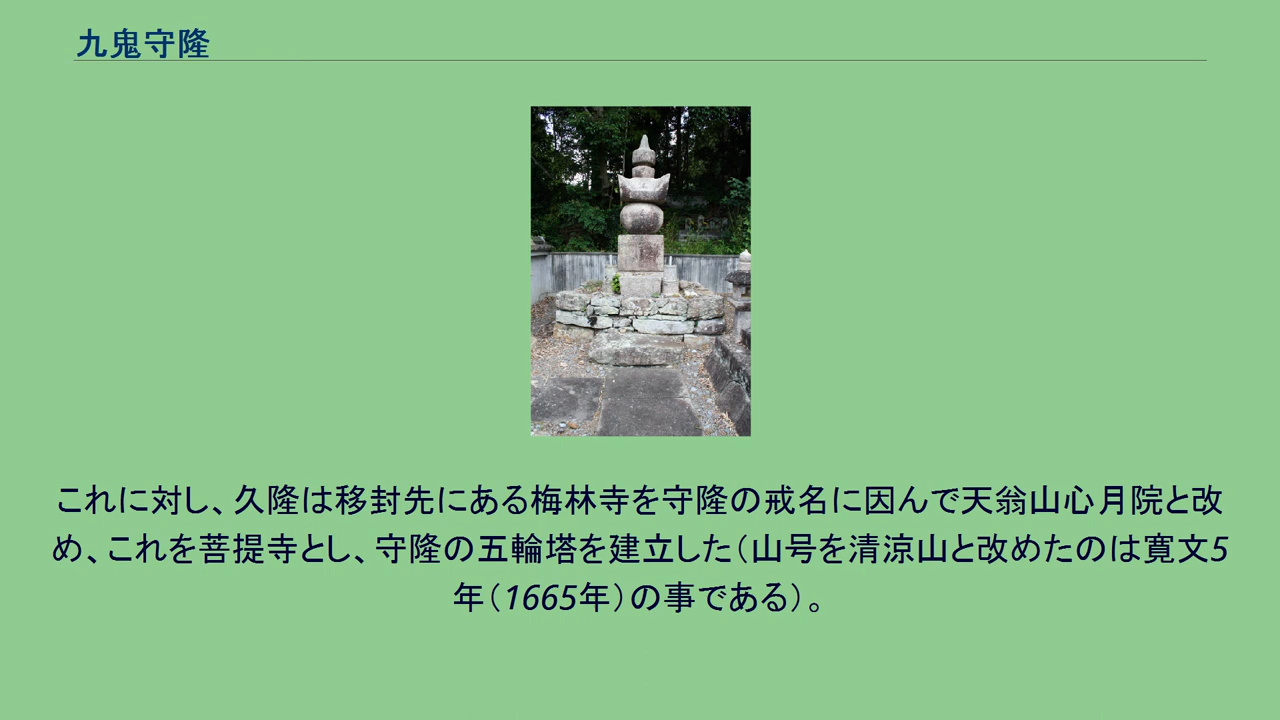 九鬼守隆
これに対し、久隆は移封先にある梅林寺を守隆の戒名に因んで天翁山心月院と改
め、これを菩提寺とし、守隆の五輪塔を建立した（山号を清涼山と改めたのは寛文5
年（1665年）の事である）。